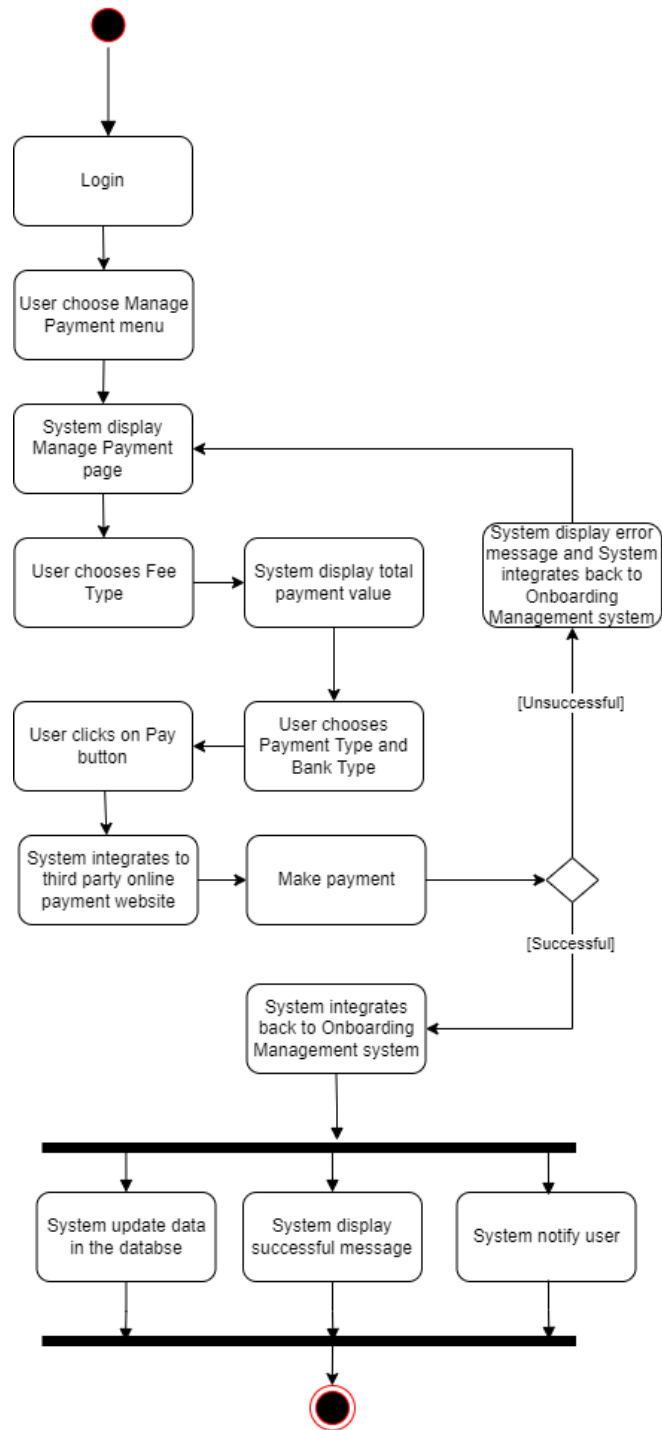 Login
User choose Manage
Payment menu
System display
Manage Payment
page
User chooses Fee
Type
System display total
payment value
System display error
message and System
integrates back to
Onboarding
Management system
[Unsuccessful]
User clicks on Pay
button
User chooses
Payment Type and
Bank Type
System integrates to
third party online
payment website
Make payment
[Successful]
System integrates
back to Onboarding
Management system
System update data
in the databse
System display
successful message
System notify user